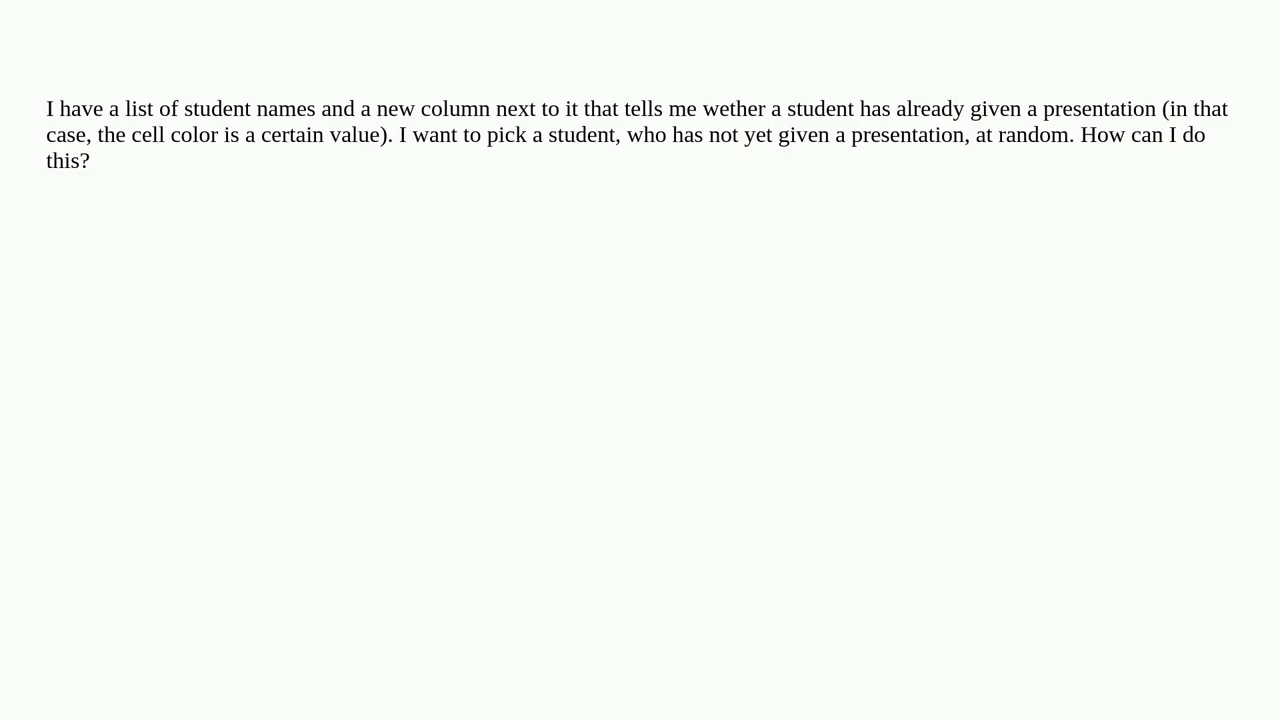 I have a list of student names and a new column next to it that tells me wether a student has already given a presentation (in that
case, the cell color is a certain value). I want to pick a student, who has not yet given a presentation, at random. How can I do
this?